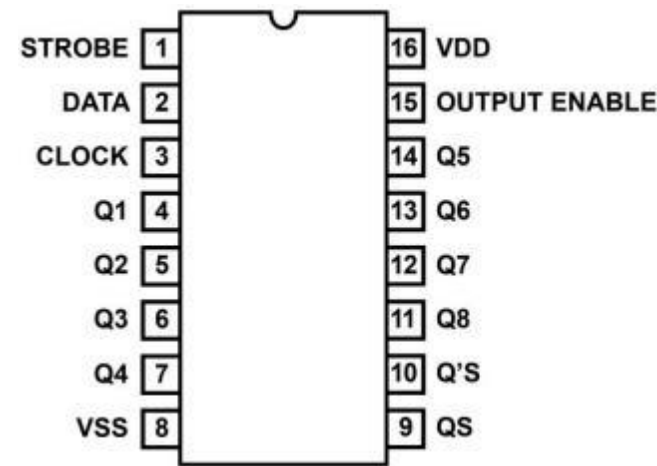 STROBE 1 16 VDD
DATA 2 15 OUTPUT ENABLE
CLOCK 3 14 Q5
Q1 4 13 Q6
Q2 5 12 Q7
Q3 6 11 Q8
Q4 7 10 Q'S
VSS 8 9 QS